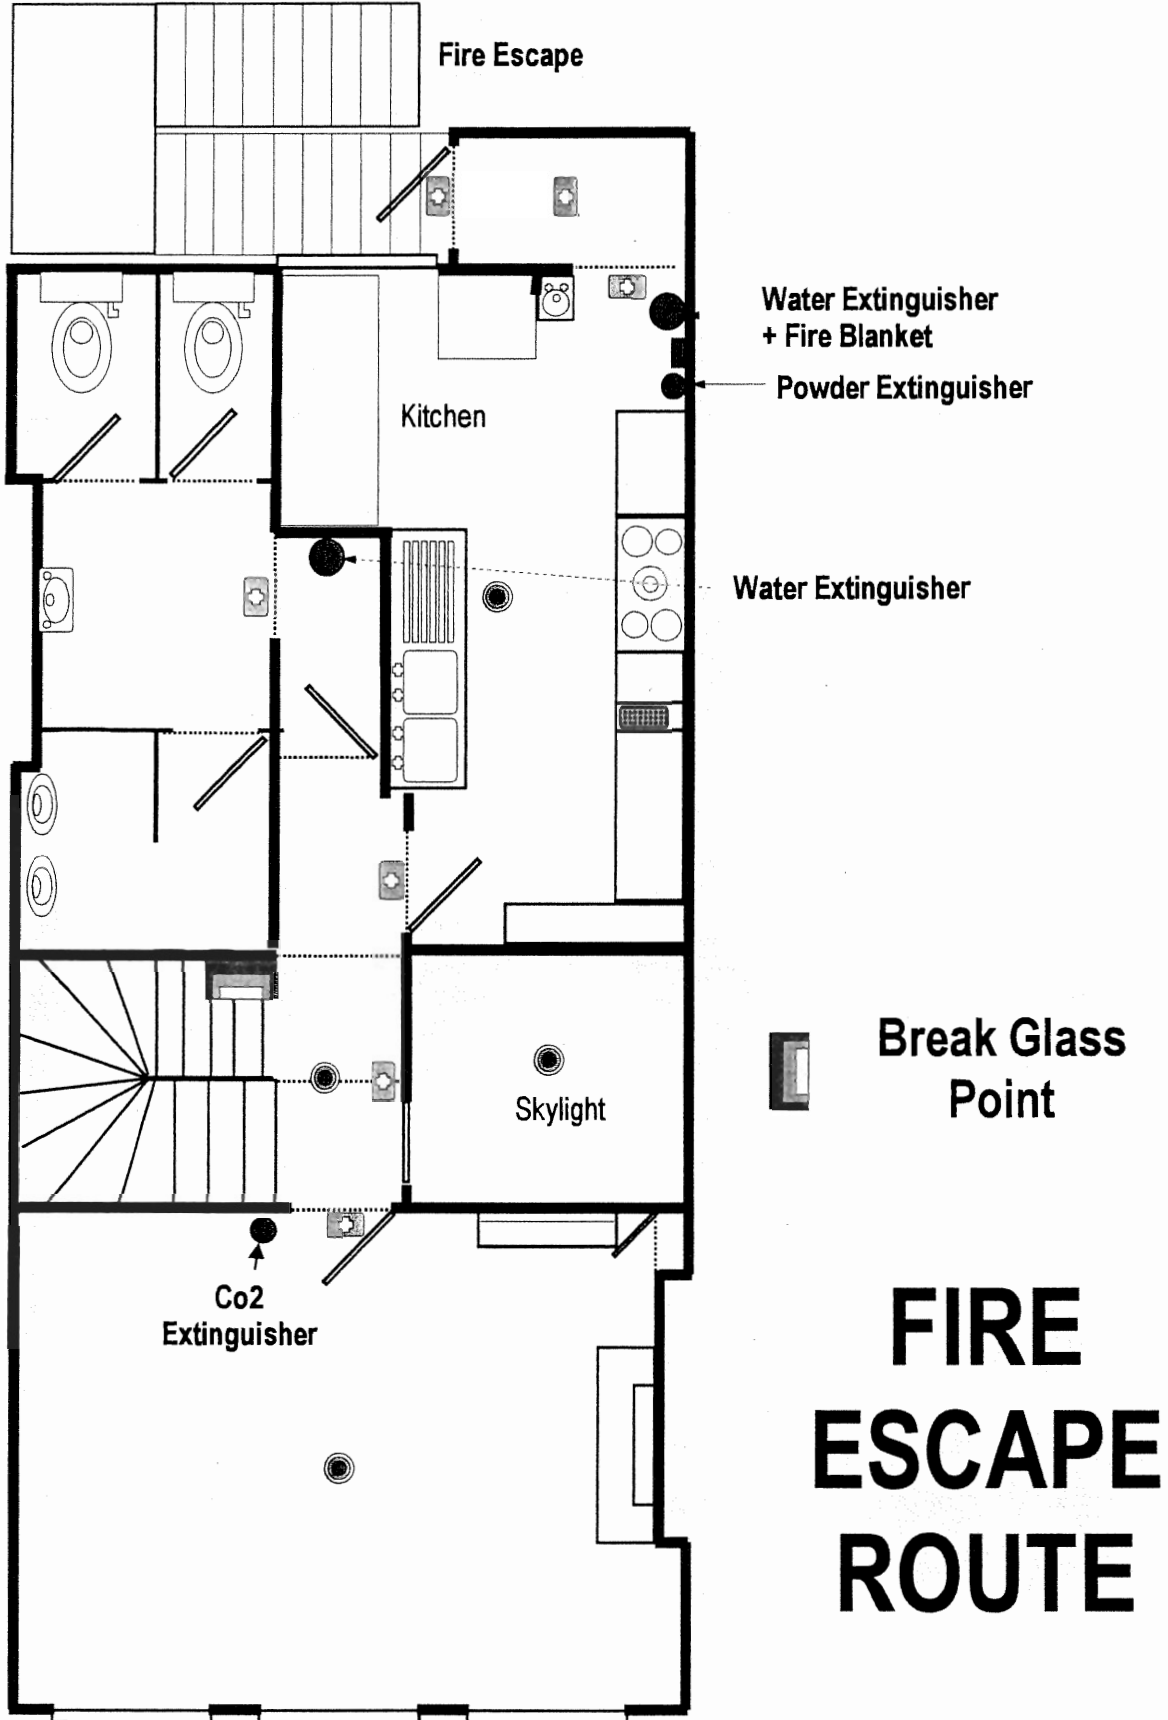 Fire Escape
Water Extinguisher
+ Fire Blanket
Powder Extinguisher
Kitchen
Water Extinguisher
Break Glass
Point
Skylight
Co2
Extinguisher
FIRE
ESCAPE
ROUTE